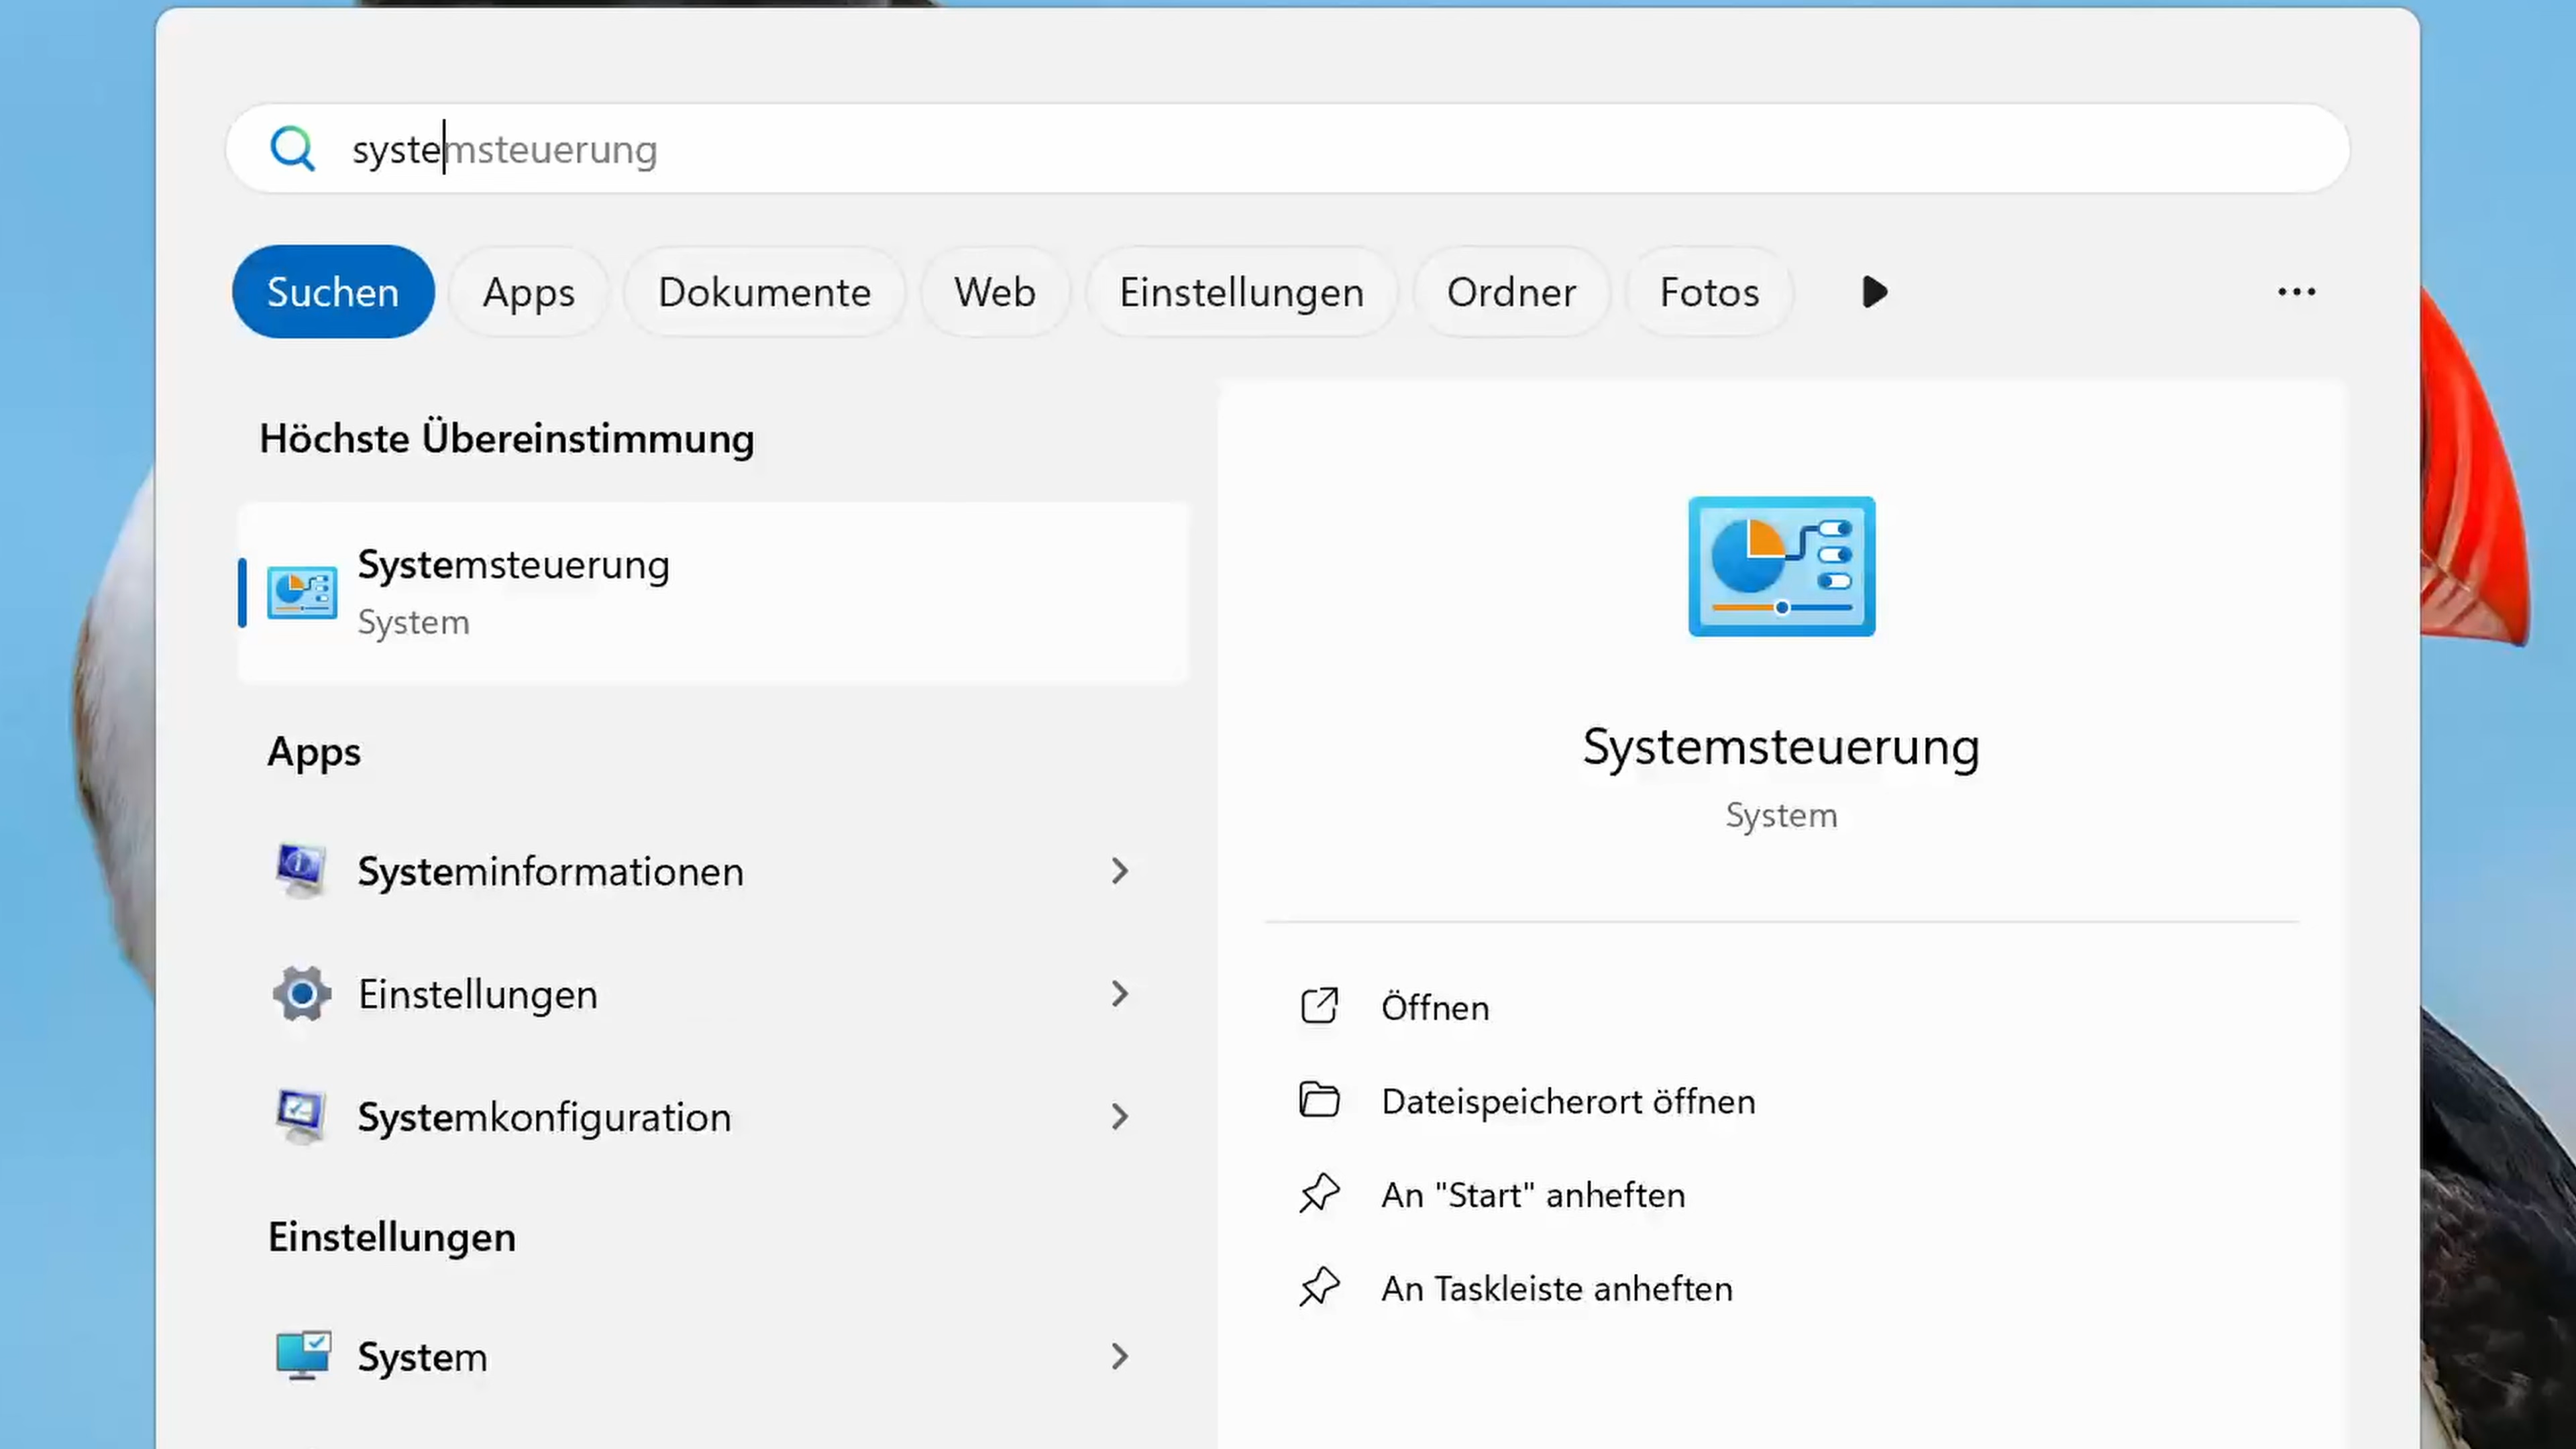 systemsteuerung
Suchen Apps Dokumente Web Einstellungen Ordner Fotos
Höchste Übereinstimmung
Systemsteuerung
System
Apps
Systeminformationen
Einstellungen
Systemkonfiguration
Einstellungen
System
Systemsteuerung
System
Öffnen
Dateispeicherort öffnen
An "Start" anheften
An Taskleiste anheften